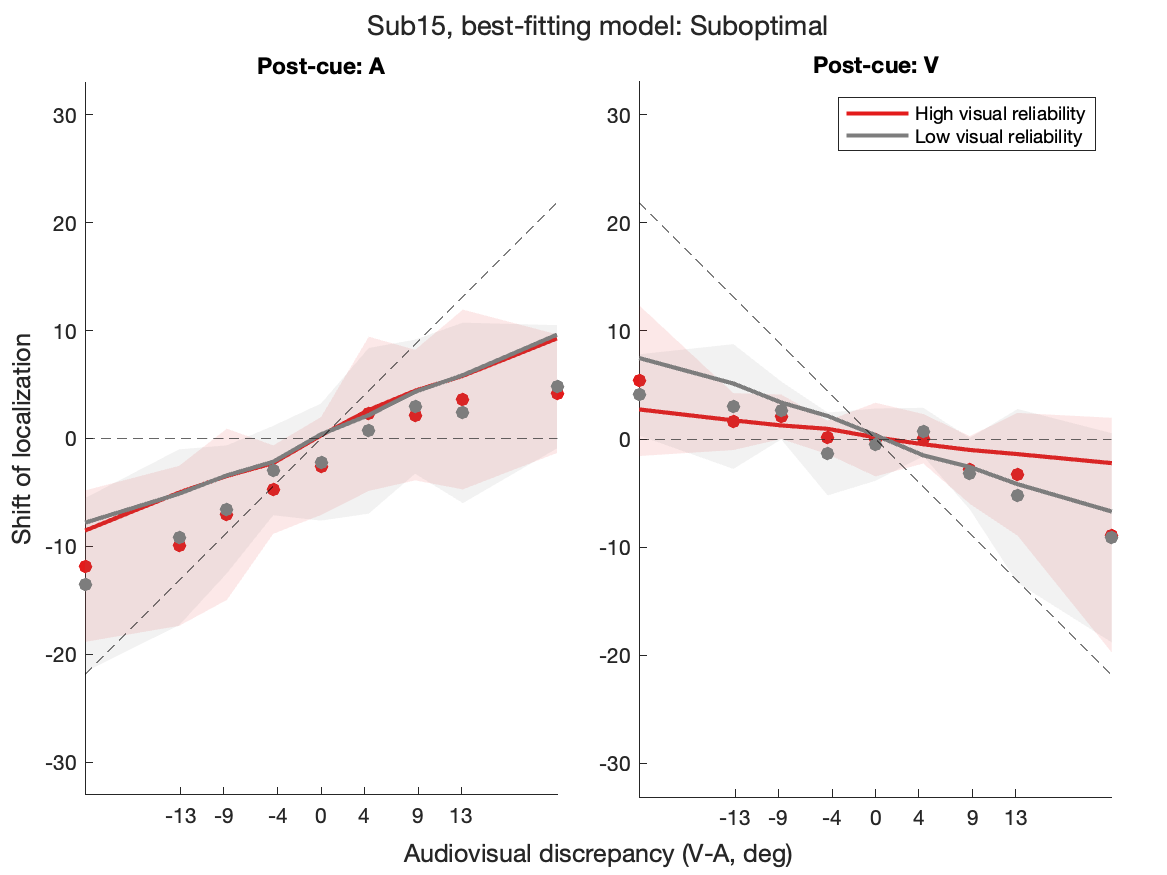 Sub15, best-fitting model: Suboptimal
Post-cue: A
Post-cue: V
High visual reliability
Low visual reliability
30
20
10
0
-10
-20
-30
30
20
10
0
-10
-20
-30
Shift of localization
-13 -9 -4 0 4 9 13
-13 -9 -4 0 4 9 13
Audiovisual discrepancy (V-A, deg)